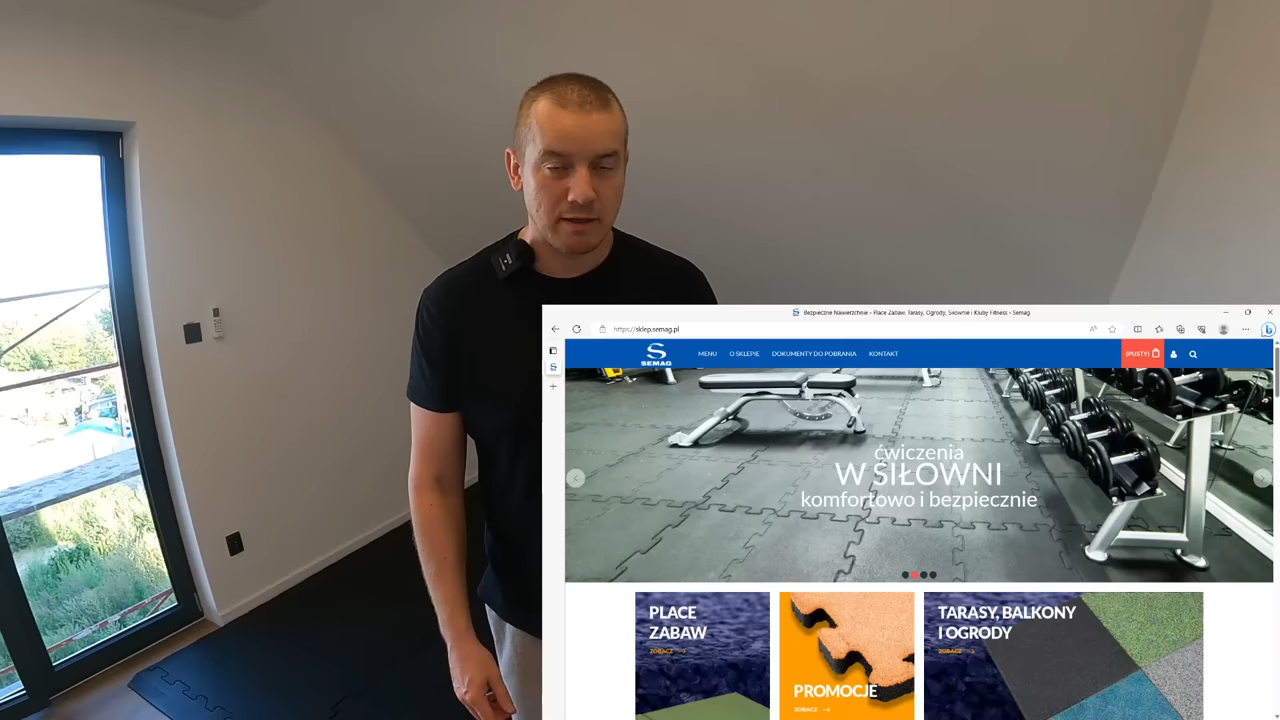 Bezpieczne Nawierzchnie - Place Zabaw, Tarasy, Ogrody, Siłownie i Kluby Fitness - Semag
https://sklep.semag.pl
SEMAG
MENU
O SKLEPIE
DOKUMENTY DO POBRANIA
KONTAKT
(PUSTY)
ćwiczenia
W SIŁOWNI
komfortowo i bezpiecznie
PLACE
ZABAW
ZOBACZ
PROMOCJE
ZOBACZ
TARASY, BALKONY
I OGRODY
ZOBACZ